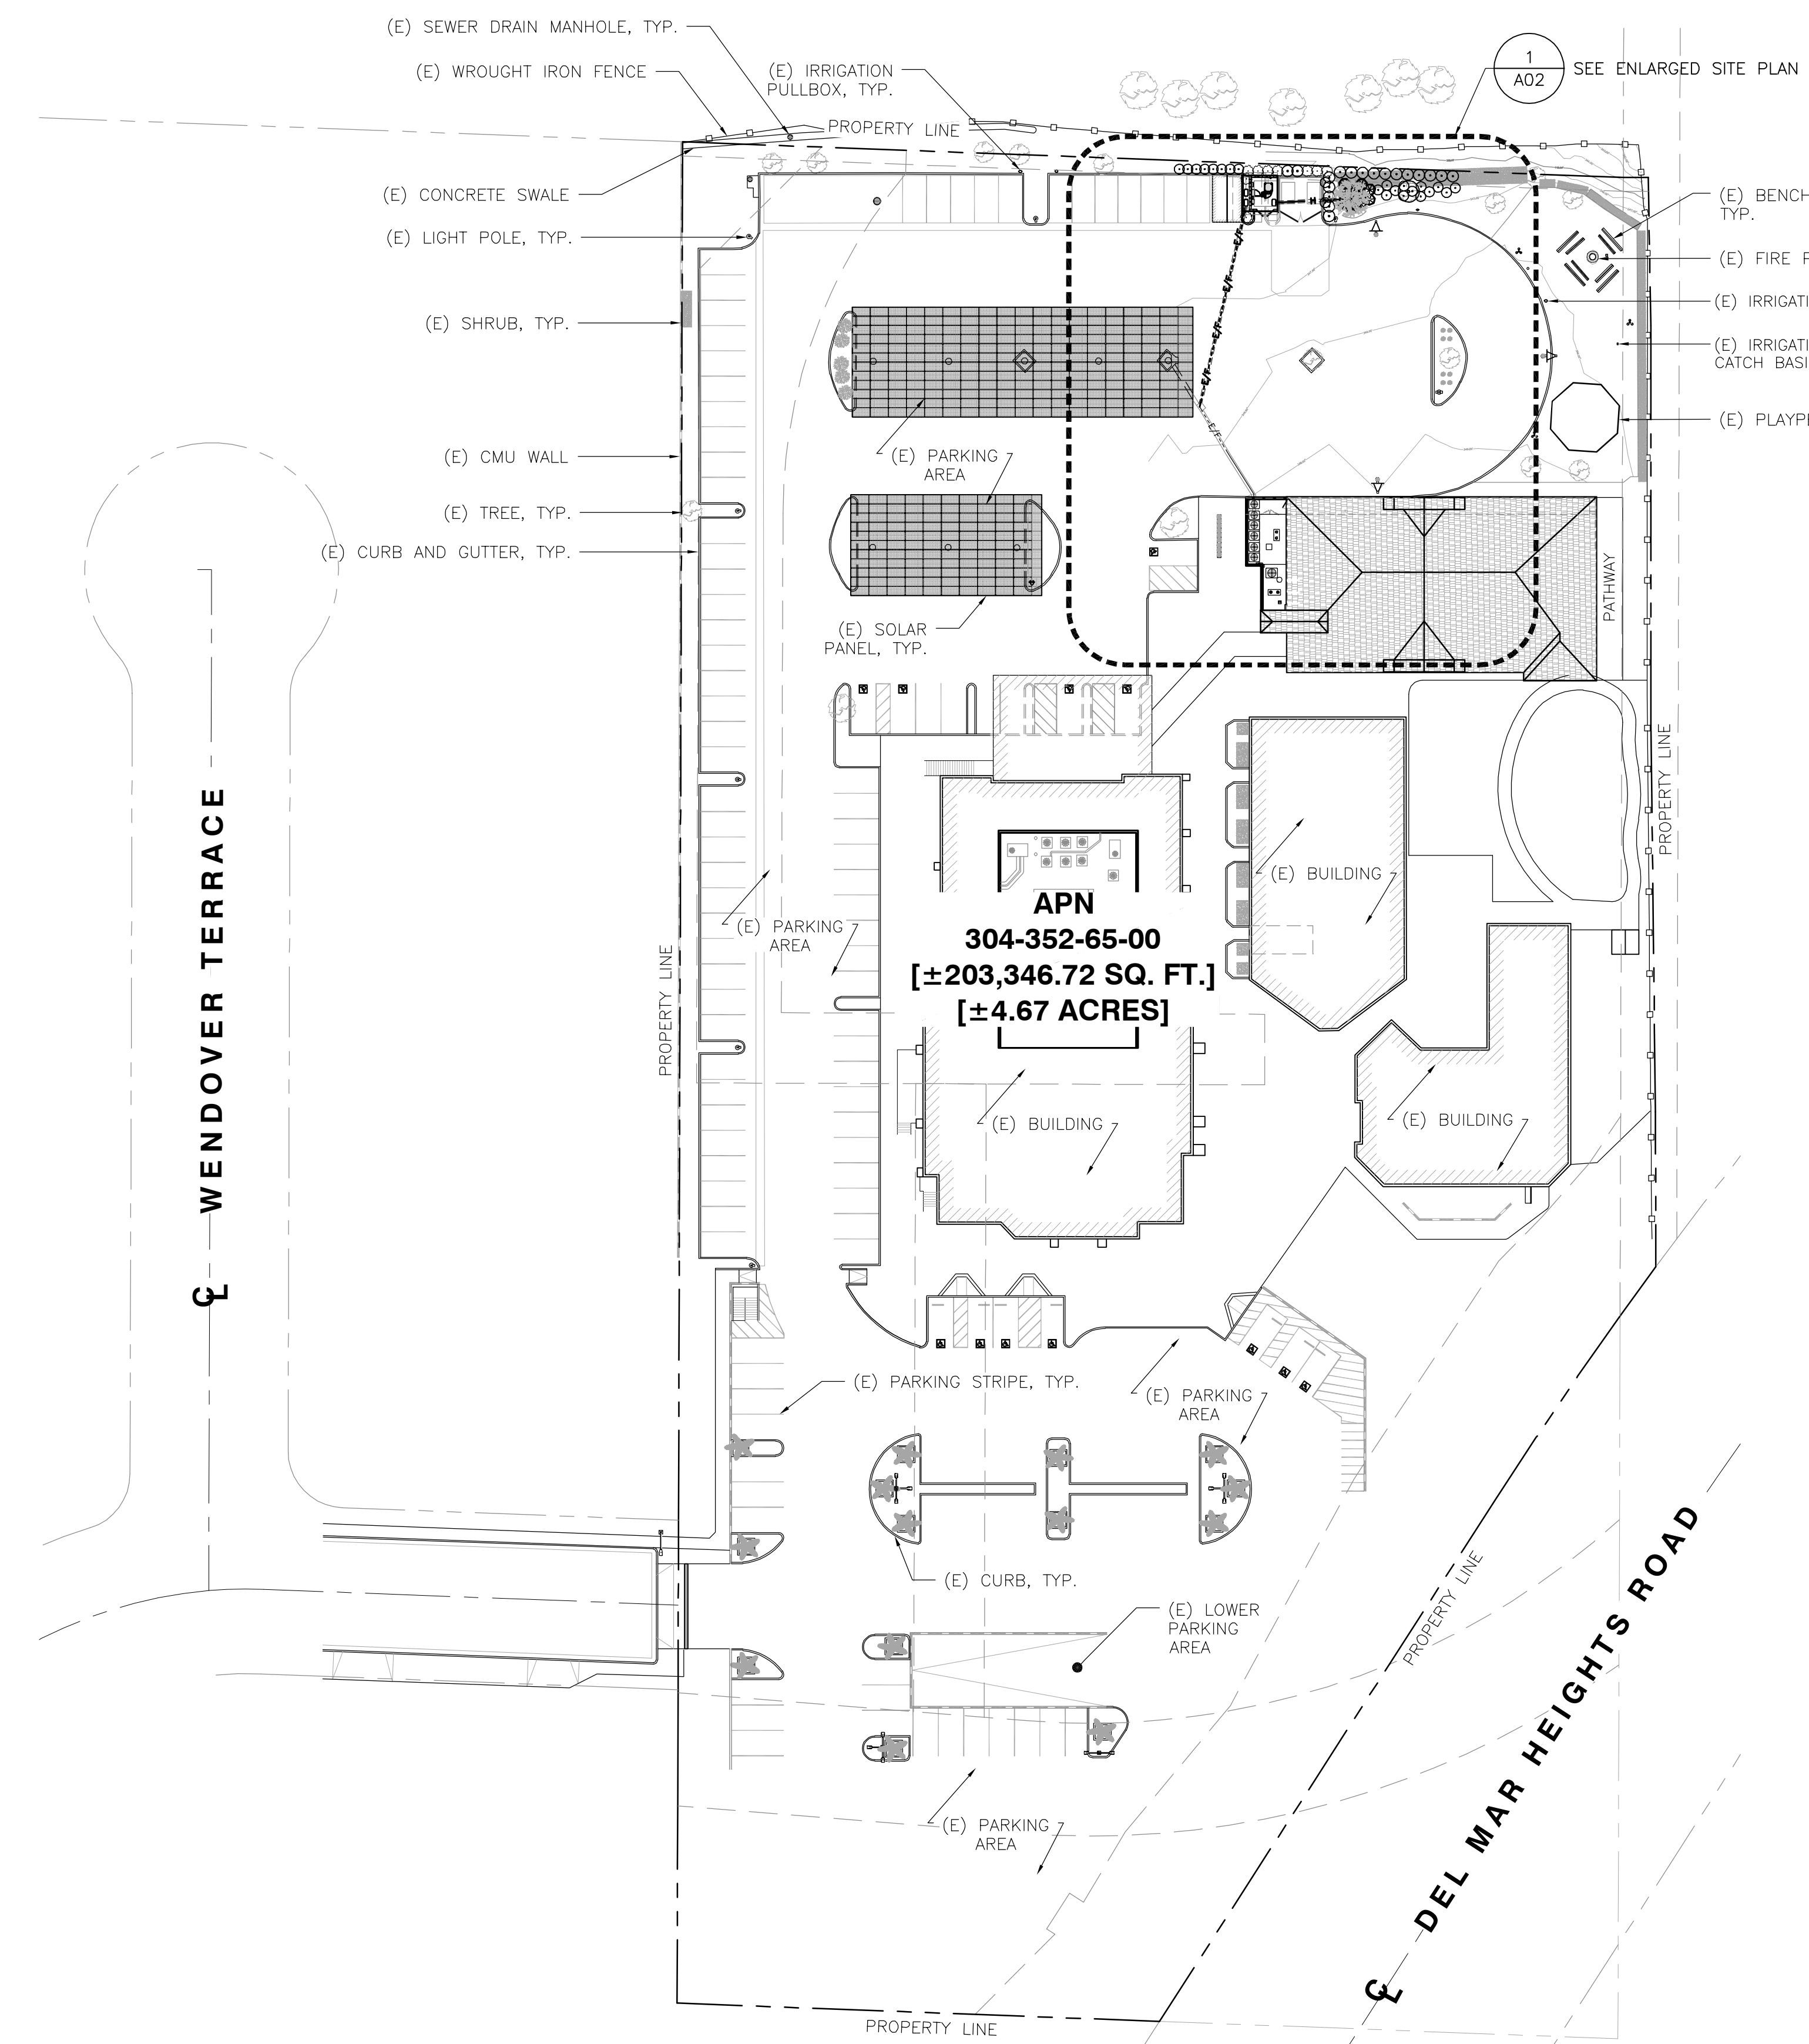 (E) SEWER DRAIN MANHOLE, TYP.
(E) WROUGHT IRON FENCE
(E) IRRIGATION
PULLBOX, TYP.
1
A02
SEE ENLARGED SITE PLAN
PROPERTY LINE
(E) CONCRETE SWALE
(E) LIGHT POLE, TYP.
(E) SHRUB, TYP.
(E) CMU WALL
(E) TREE, TYP.
(E) CURB AND GUTTER, TYP.
(E) BENCH
TYP.
(E) FIRE P
(E) IRRIGATI
(E) IRRIGATI
CATCH BASI
(E) PLAYPE
E/F
E/F
E/F
E/F
E/F
(E) PARKING
AREA
(E) SOLAR
PANEL, TYP.
PATHWAY
PROPERTY LINE
WENDOVER TERRACE
CL
PROPERTY LINE
(E) PARKING
AREA
(E) BUILDING
APN
304-352-65-00
[±203,346.72 SQ. FT.]
[±4.67 ACRES]
(E) BUILDING
(E) BUILDING
(E) PARKING STRIPE, TYP.
(E) PARKING
AREA
(E) CURB, TYP.
(E) LOWER
PARKING
AREA
PROPERTY LINE
DEL MAR HEIGHTS ROAD
CL
(E) PARKING
AREA
PROPERTY LINE